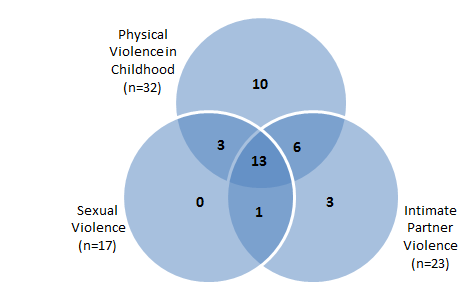 Physical
Violence in
Childhood
(n=32)
10
3
6
13
0
1
3
Sexual
Violence
(n=17)
Intimate
Partner
Violence
(n=23)